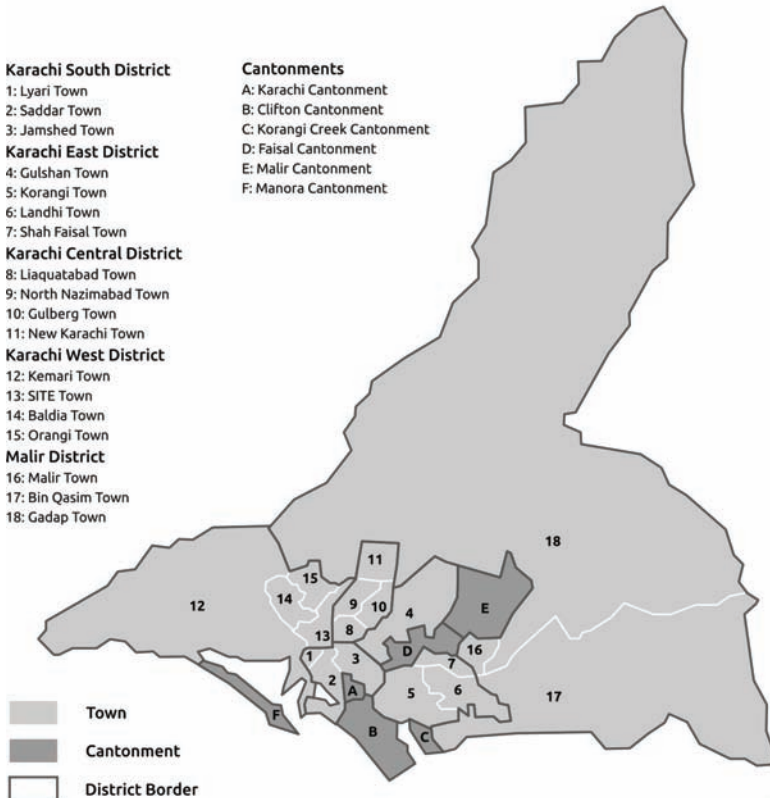 Karachi South District
1: Lyari Town
2: Saddar Town
3: Jamshed Town
Karachi East District
4: Gulshan Town
5: Korangi Town
6: Landhi Town
7: Shah Faisal Town
Karachi Central District
8: Liaquatabad Town
9: North Nazimabad Town
10: Gulberg Town
11: New Karachi Town
Karachi West District
12: Kemari Town
13: SITE Town
14: Baldia Town
15: Orangi Town
Malir District
16: Malir Town
17: Bin Qasim Town
18: Gadap Town
Cantonments
A: Karachi Cantonment
B: Clifton Cantonment
C: Korangi Creek Cantonment
D: Faisal Cantonment
E: Malir Cantonment
F: Manora Cantonment
18
11
15
14
12
9
10
4
E
13
8
1
3
D
7
16
2
A
5
6
17
F
B
C
Town
Cantonment
District Border